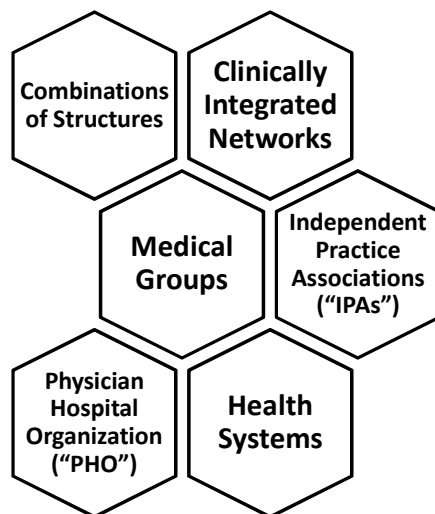 Combinations
of Structures
Clinically
Integrated
Networks
Medical
Groups
Independent
Practice
Associations
(“IPAs”)
Physician
Hospital
Organization
(“PHO”)
Health
Systems